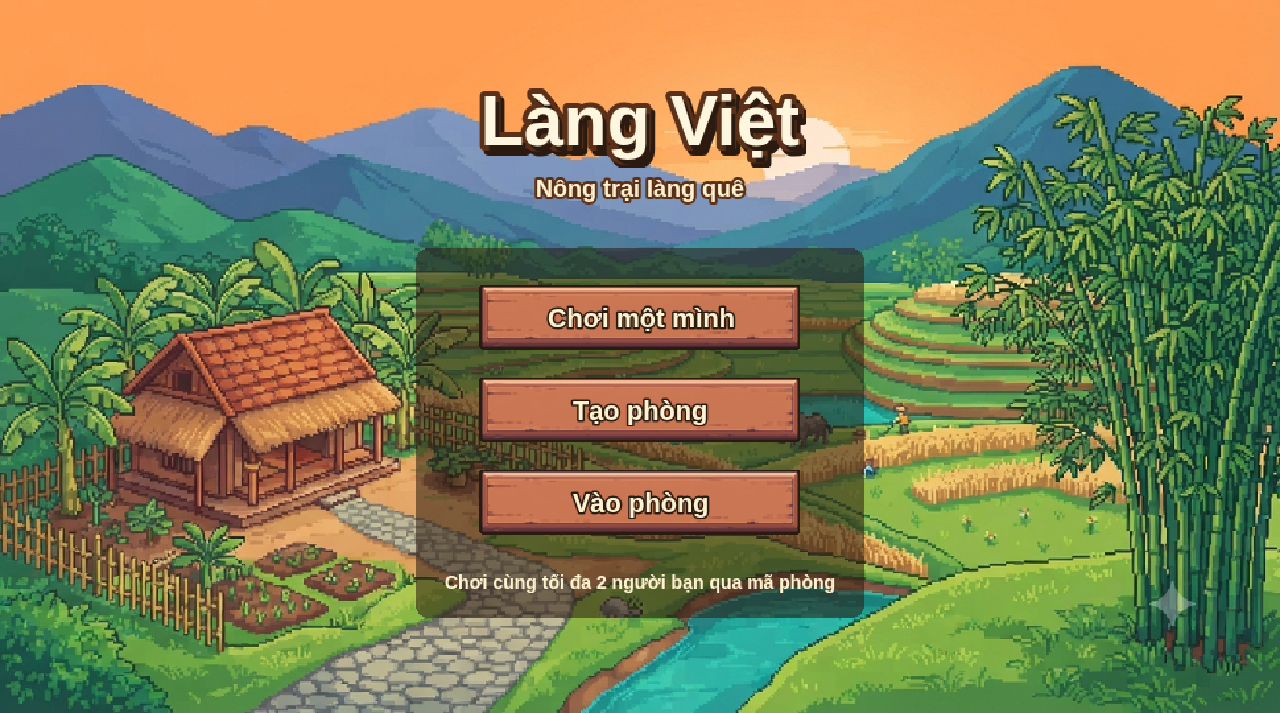 Làng Việt
Nông trại làng quê
Chơi một mình
Tạo phòng
Vào phòng
Chơi cùng tối đa 2 người bạn qua mã phòng